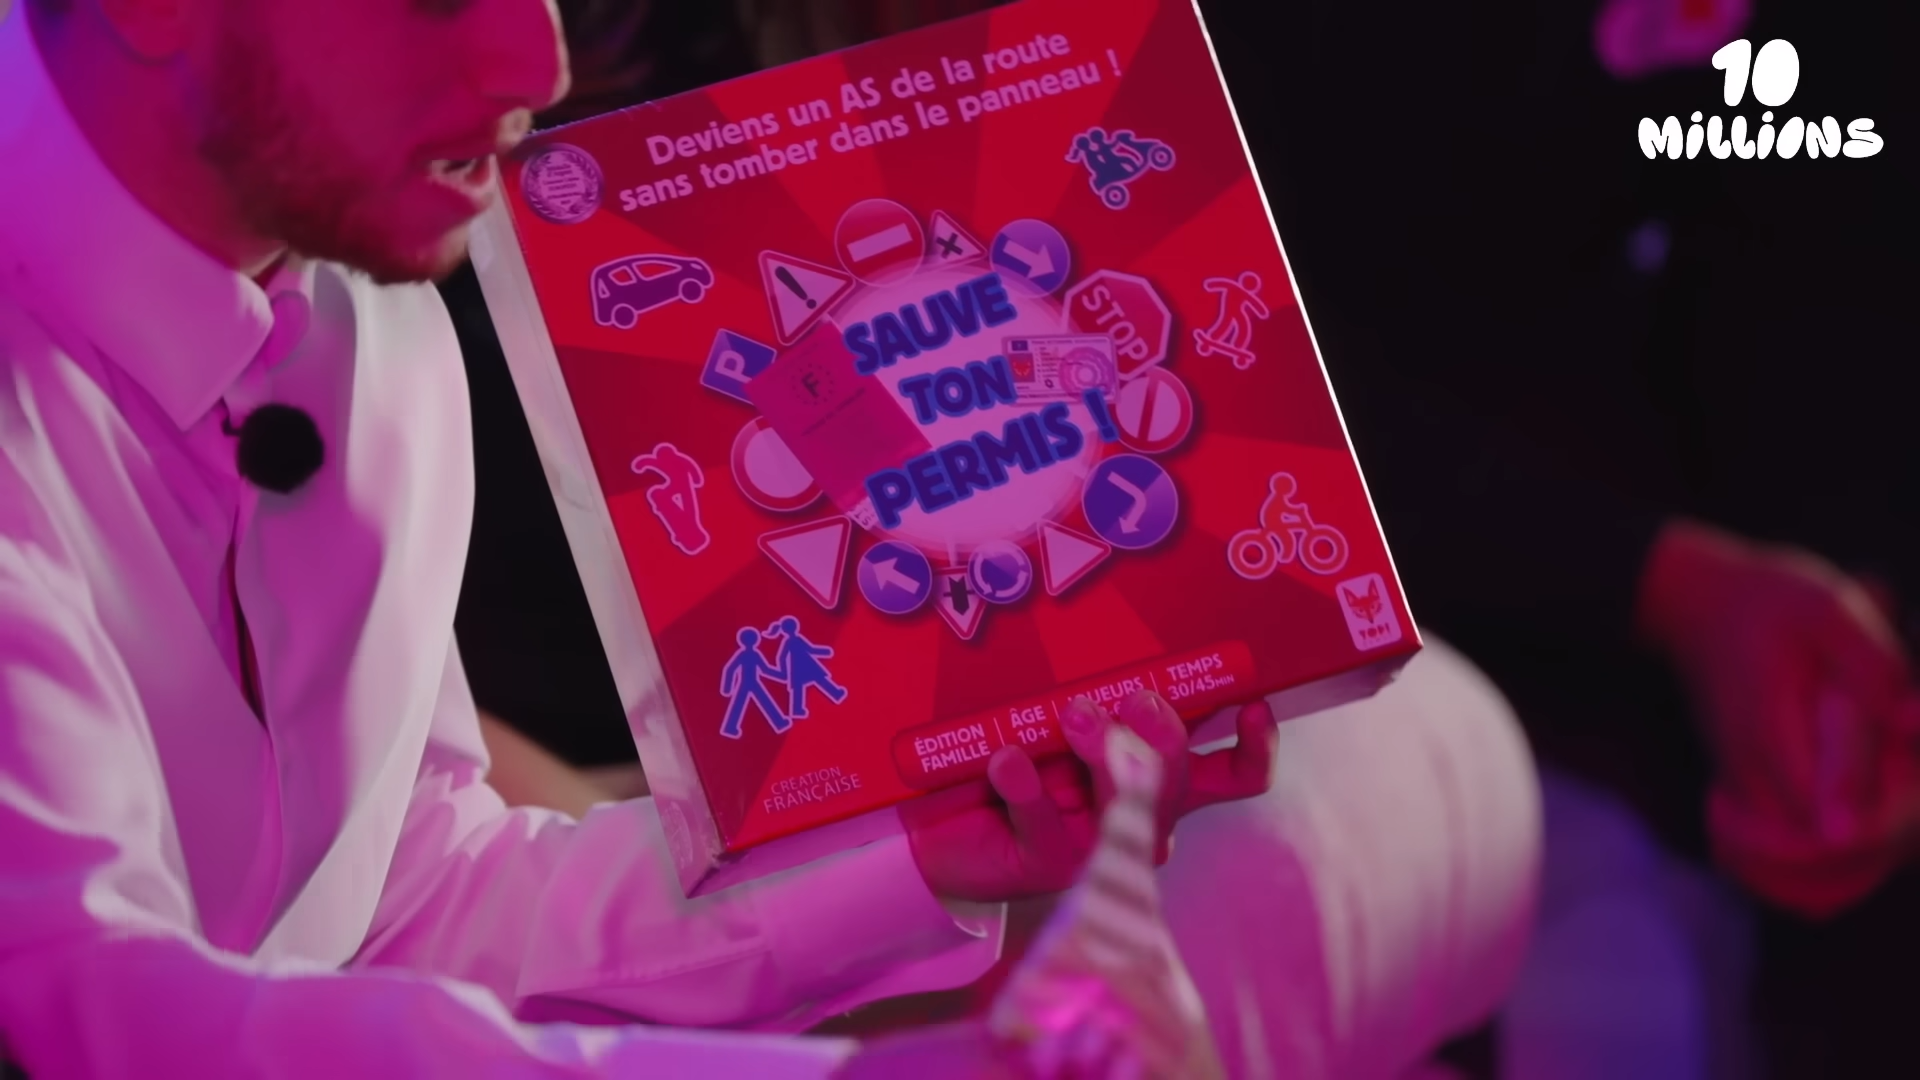 10
MiLLiONS
Deviens un AS de la route
sans tomber dans le panneau !
STOP
P
F
SAUVE
TON
PERMIS !
ÉDITION
FAMILLE
ÂGE
10+
TEMPS
30/45MIN
CRÉATION
FRANÇAISE